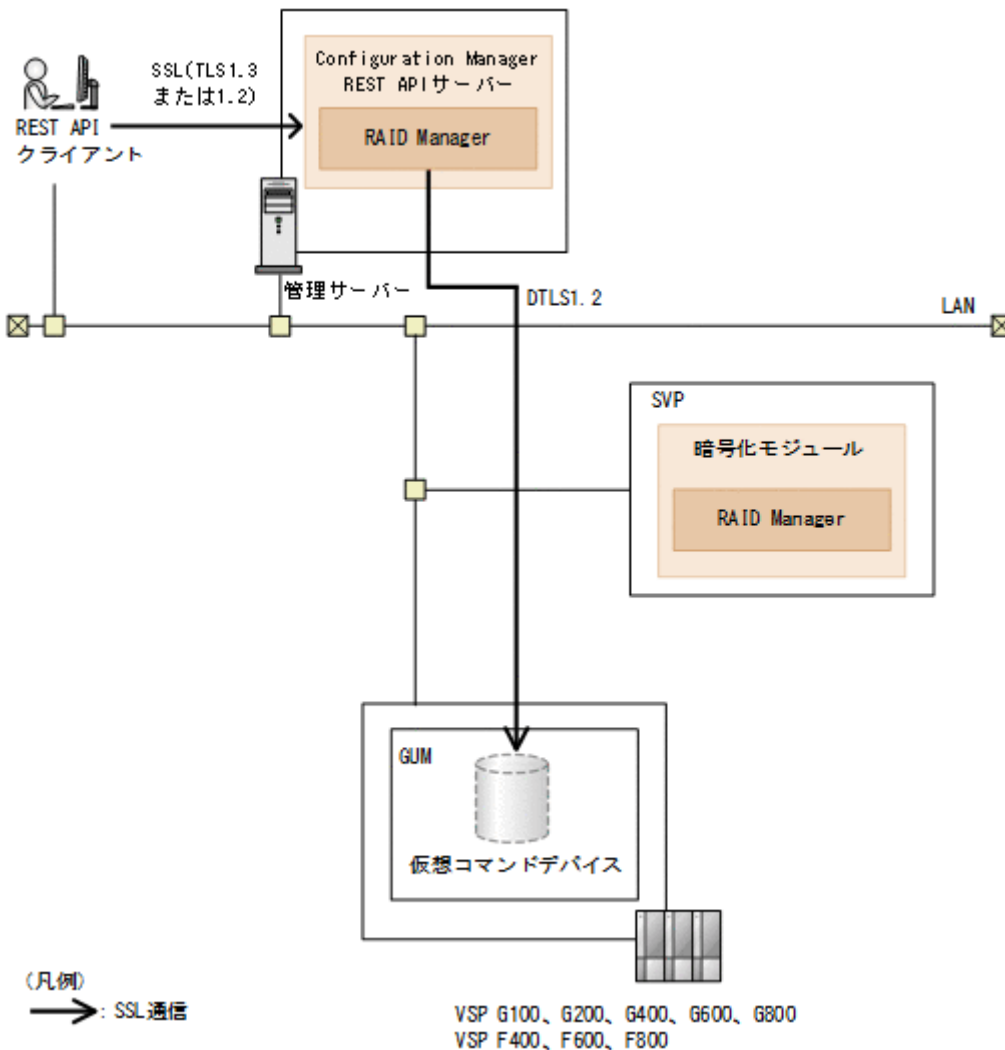 SSL(TLS1.3
または1.2)
REST API
クライアント
Configuration Manager
REST APIサーバー
RAID Manager
管理サーバー
DTLS1.2
LAN
SVP
暗号化モジュール
RAID Manager
GUM
仮想コマンドデバイス
(凡例)
: SSL通信
VSP G100、G200、G400、G600、G800
VSP F400、F600、F800